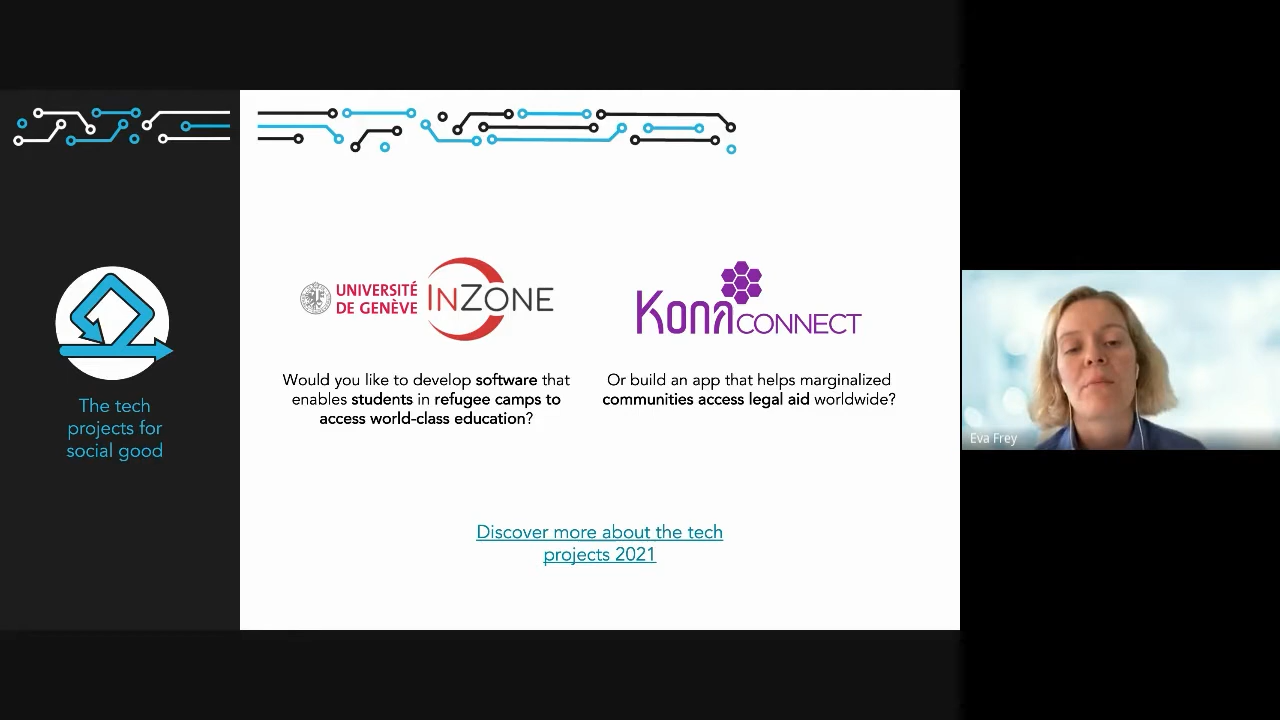 The tech
projects for
social good
UNIVERSITÉ
DE GENÈVE
INZONE
Kona CONNECT
Would you like to develop software that
enables students in refugee camps to
access world-class education?
Or build an app that helps marginalized
communities access legal aid worldwide?
Discover more about the tech
projects 2021
Eva Frey